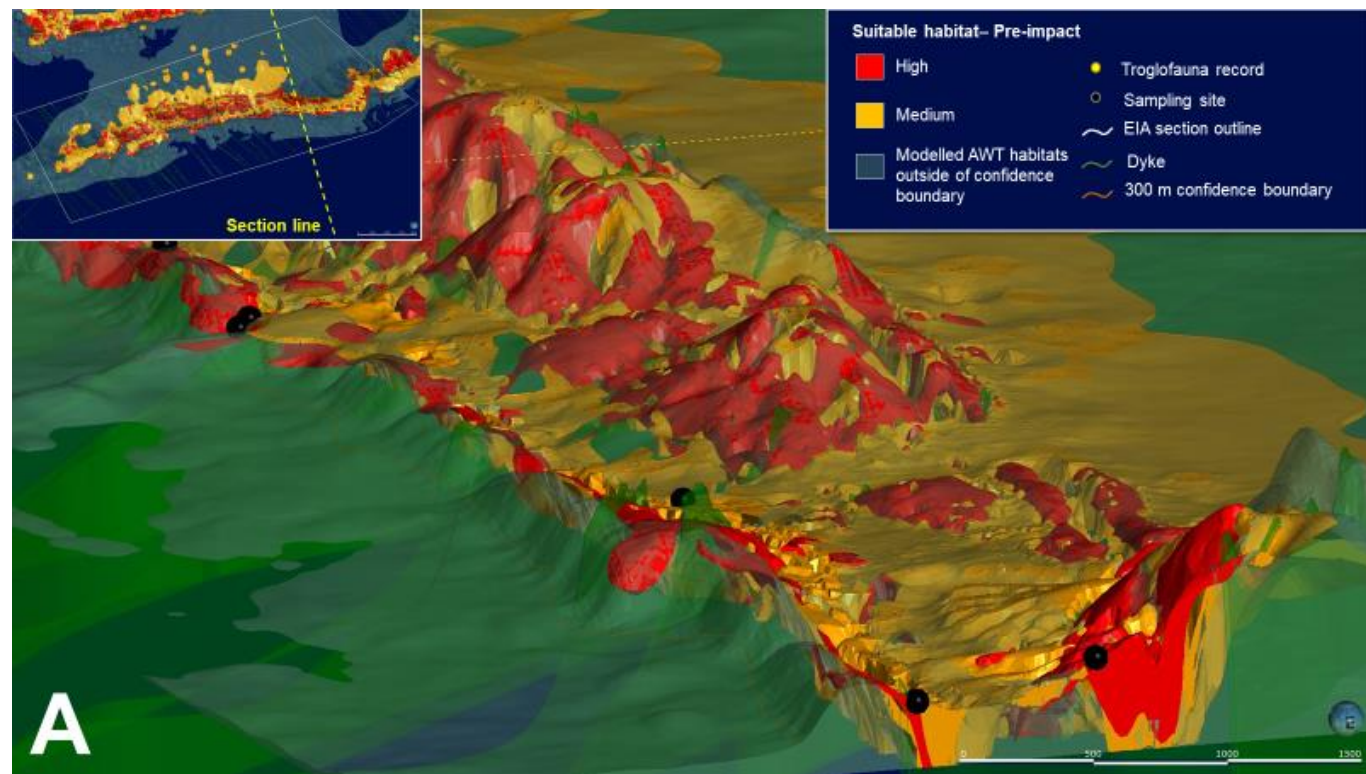 Section line
Suitable habitat– Pre-impact
High
Medium
Modelled AWT habitats
outside of confidence
boundary
Troglofauna record
Sampling site
EIA section outline
Dyke
300 m confidence boundary
A
0
500
1000
1500